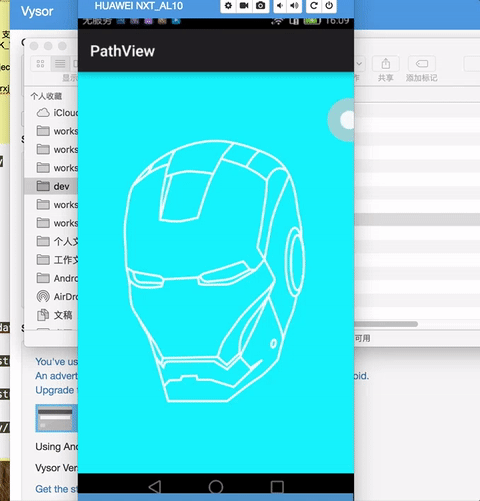 Vysor
HUAWEI NXT_AL10
无服务
16:09
PathView
显示
共享
添加标记
个人收藏
iCloud
works
works
works
dev
works
works
个人文
工作文
Andro
AirDro
文稿
可用
You've us
An advert
oid.
Upgrade
Using And
Vysor Ver
Get the s